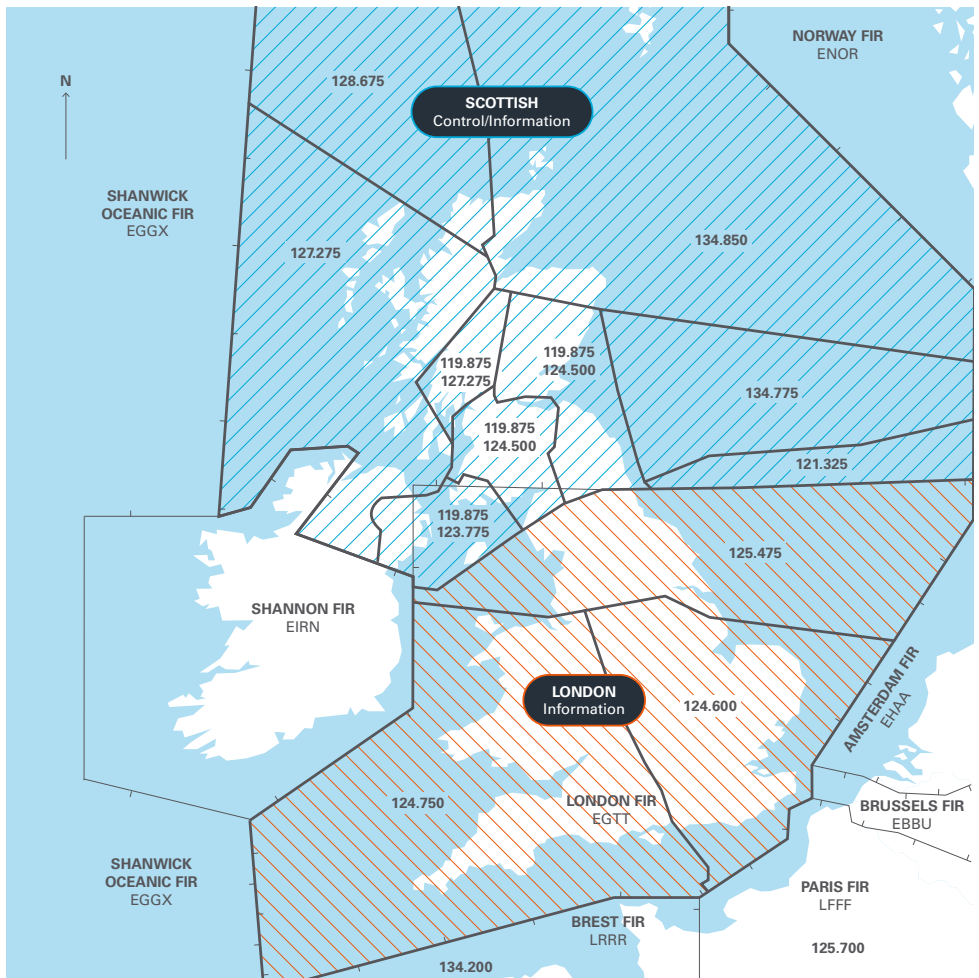 NORWAY FIR
ENOR
128.675
N
SCOTTISH
Control/Information
SHANWICK
OCEANIC FIR
EGGX
127.275
134.850
119.875
127.275
119.875
124.500
134.775
119.875
124.500
121.325
119.875
123.775
125.475
SHANNON FIR
EIRN
LONDON
Information
124.600
AMSTERDAM FIR
EHAA
124.750
LONDON FIR
EGTT
BRUSSELS FIR
EBBU
SHANWICK
OCEANIC FIR
EGGX
PARIS FIR
LFFF
BREST FIR
LRRR
125.700
134.200